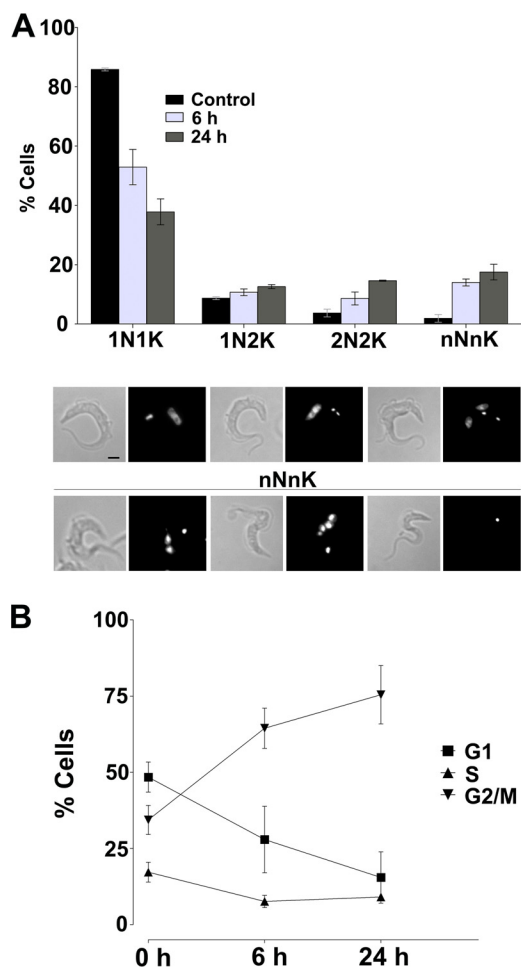 A
100
80
60
40
20
0
% Cells
Control
6 h
24 h
1N1K 1N2K 2N2K nNnK
nNnK
B
100
75
50
25
0
% Cells
G1
S
G2/M
0 h 6 h 24 h